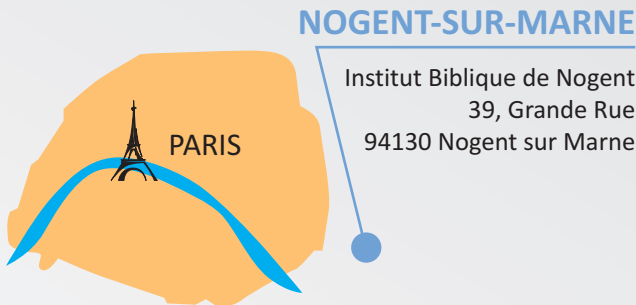 NOGENT-SUR-MARNE
Institut Biblique de Nogent
39, Grande Rue
94130 Nogent sur Marne
PARIS